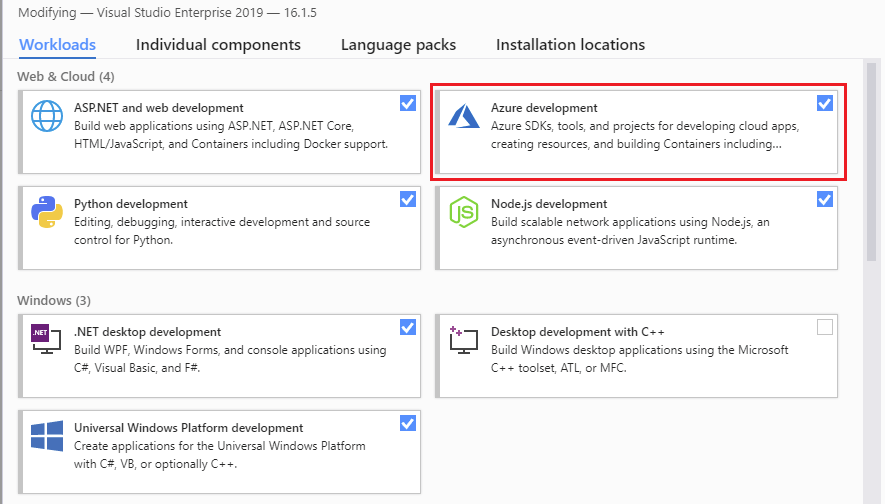 Modifying — Visual Studio Enterprise 2019 — 16.1.5
Workloads
Individual components
Language packs
Installation locations
Web & Cloud (4)
ASP.NET and web development
Build web applications using ASP.NET, ASP.NET Core,
HTML/JavaScript, and Containers including Docker support.
Azure development
Azure SDKs, tools, and projects for developing cloud apps,
creating resources, and building Containers including...
Python development
Editing, debugging, interactive development and source
control for Python.
JS
Node.js development
Build scalable network applications using Node.js, an
asynchronous event-driven JavaScript runtime.
Windows (3)
.NET
.NET desktop development
Build WPF, Windows Forms, and console applications using
C#, Visual Basic, and F#.
Desktop development with C++
Build Windows desktop applications using the Microsoft
C++ toolset, ATL, or MFC.
Universal Windows Platform development
Create applications for the Universal Windows Platform
with C#, VB, or optionally C++.